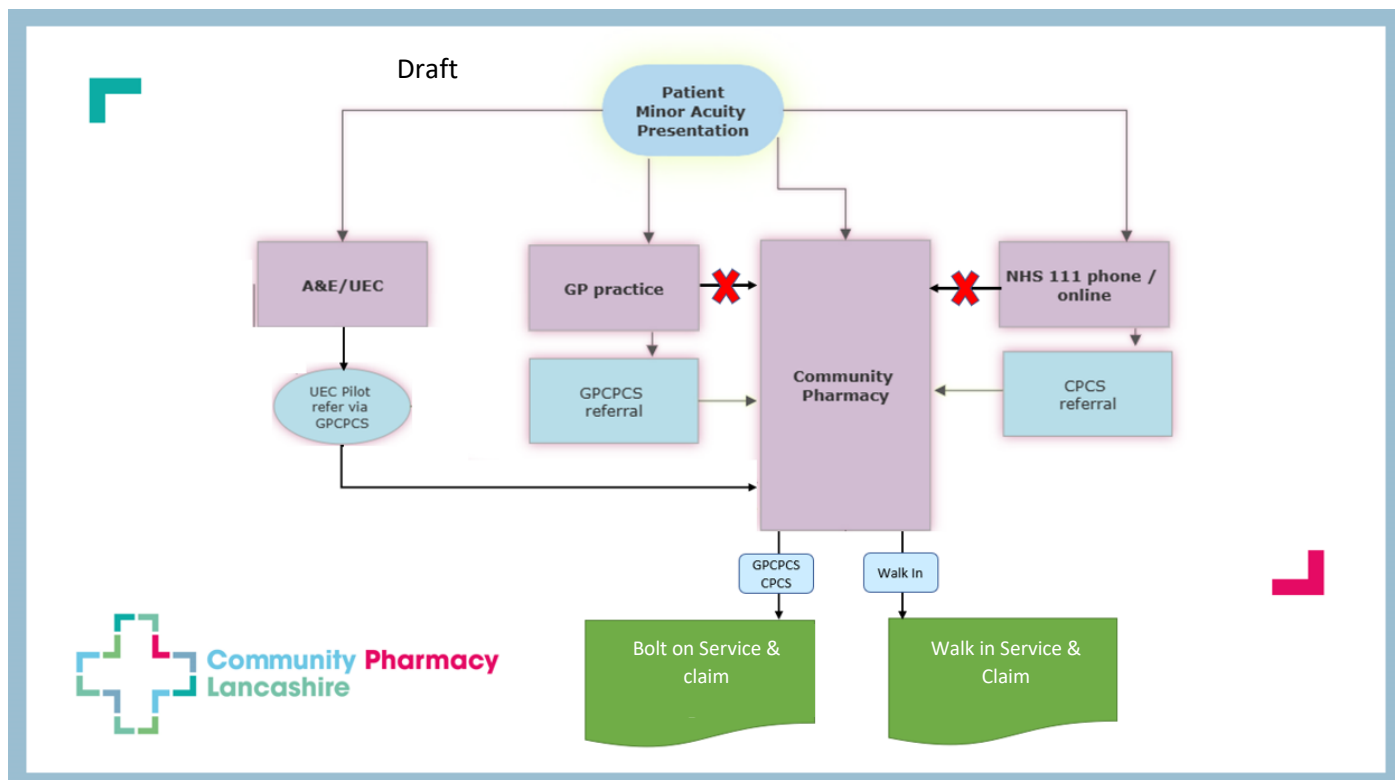 Draft
Patient
Minor Acuity
Presentation
A&E/UEC
GP practice
NHS 111 phone /
online
Community
Pharmacy
UEC Pilot
refer via
GPCPCS
GPCPCS
referral
CPCS
referral
GPCPCS
CPCS
Walk In
Bolt on Service &
claim
Walk in Service &
Claim
Community Pharmacy
Lancashire